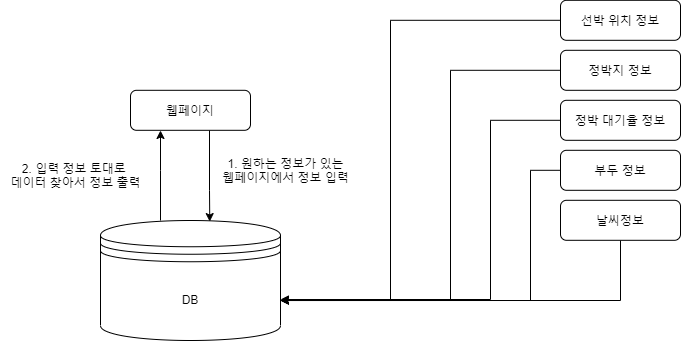 선박 위치 정보
정박지 정보
웹페이지
정박 대기율 정보
2. 입력 정보 토대로
데이터 찾아서 정보 출력
1. 원하는 정보가 있는
웹페이지에서 정보 입력
부두 정보
날씨정보
DB